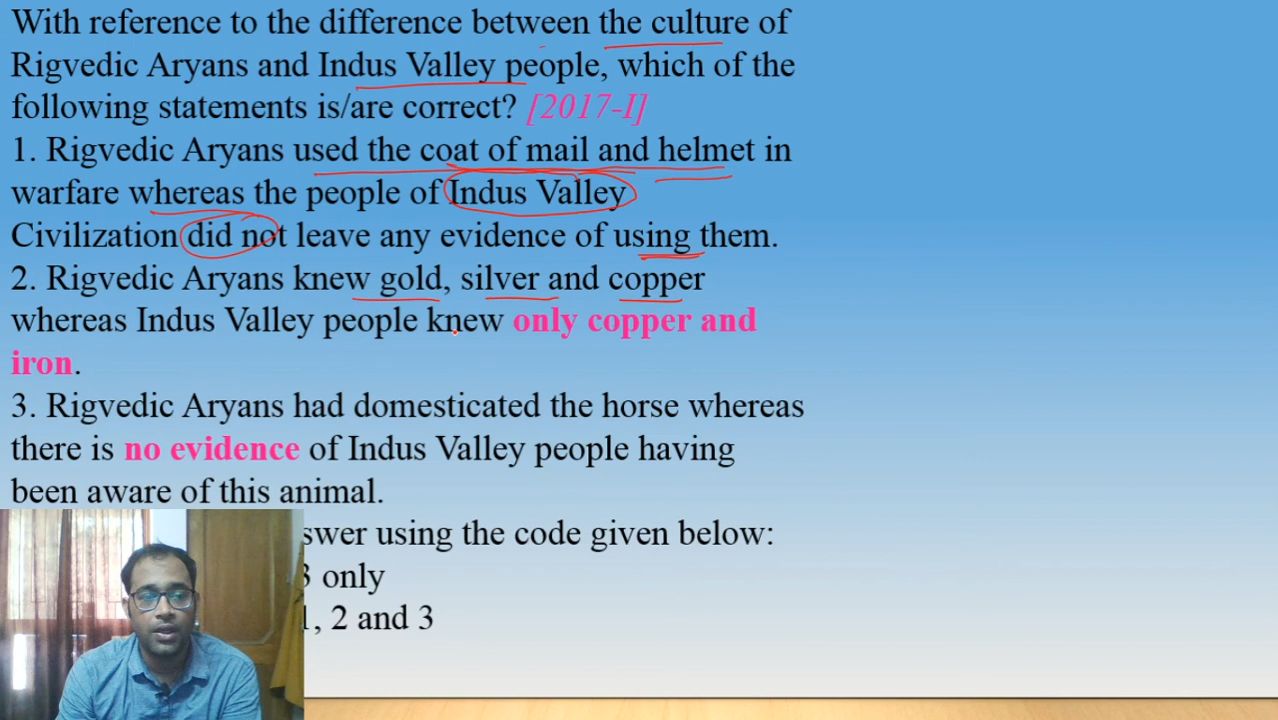 With reference to the difference between the culture of
Rigvedic Aryans and Indus Valley people, which of the
following statements is/are correct? [2017-I]
1. Rigvedic Aryans used the coat of mail and helmet in
warfare whereas the people of Indus Valley
Civilization did not leave any evidence of using them.
2. Rigvedic Aryans knew gold, silver and copper
whereas Indus Valley people knew only copper and
iron.
3. Rigvedic Aryans had domesticated the horse whereas
there is no evidence of Indus Valley people having
been aware of this animal.
swer using the code given below:
3 only
1, 2 and 3